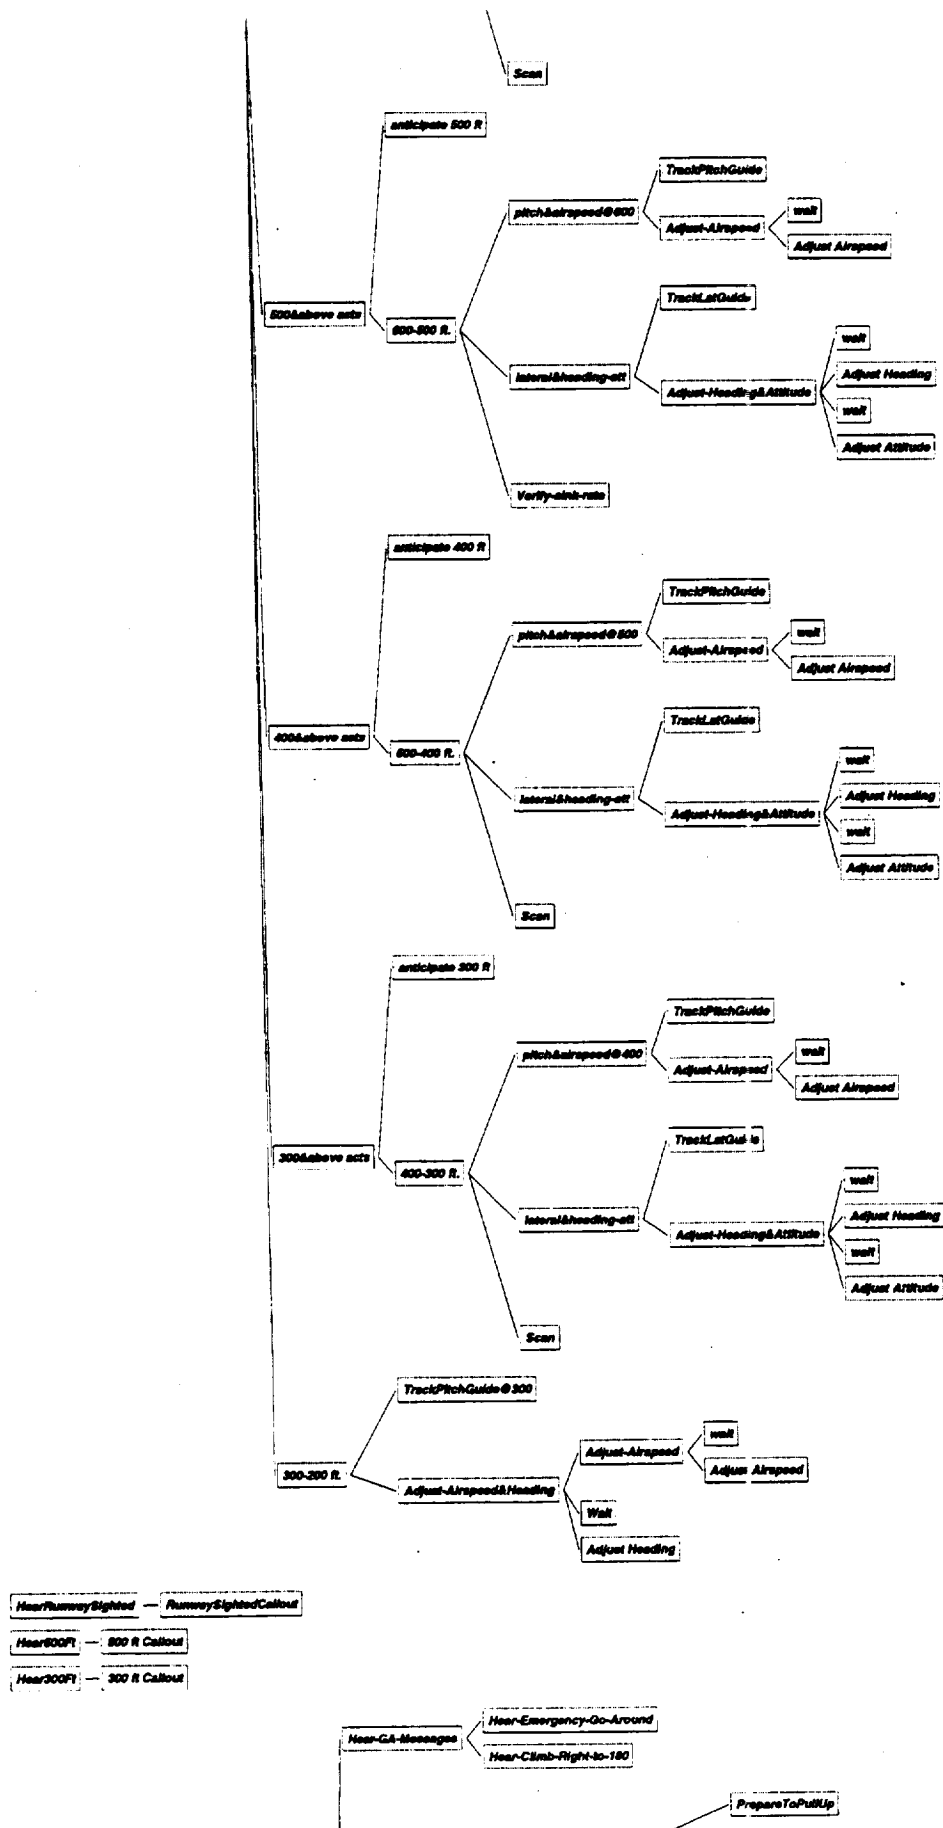 Scan
anticipate 500 ft
TrackPitchGuide
pitch&airspeed@600
wait
Adjust-Airspeed
Adjust Airspeed
TrackLatGuide
500&above acts
600-500 ft.
wait
lateral&heading-att
Adjust Heading
Adjust-Heading&Attitude
wait
Adjust Attitude
Verify-sink-rate
anticipate 400 ft
TrackPitchGuide
pitch&airspeed@500
wait
Adjust-Airspeed
Adjust Airspeed
TrackLatGuide
400&above acts
500-400 ft.
wait
lateral&heading-att
Adjust Heading
Adjust-Heading&Attitude
wait
Adjust Attitude
Scan
anticipate 300 ft
TrackPitchGuide
pitch&airspeed@400
wait
Adjust-Airspeed
Adjust Airspeed
TrackLatGuide
300&above acts
400-300 ft.
wait
lateral&heading-att
Adjust Heading
Adjust-Heading&Attitude
wait
Adjust Attitude
Scan
TrackPitchGuide@300
wait
Adjust-Airspeed
Adjust Airspeed
300-200 ft.
Adjust-Airspeed&Heading
Wait
Adjust Heading
HearRunwaySighted — RunwaySightedCallout
Hear500Ft — 500 ft Callout
Hear300Ft — 300 ft Callout
Hear-Emergency-Go-Around
Hear-GA-Messages
Hear-Climb-Right-to-180
PrepareToPullUp